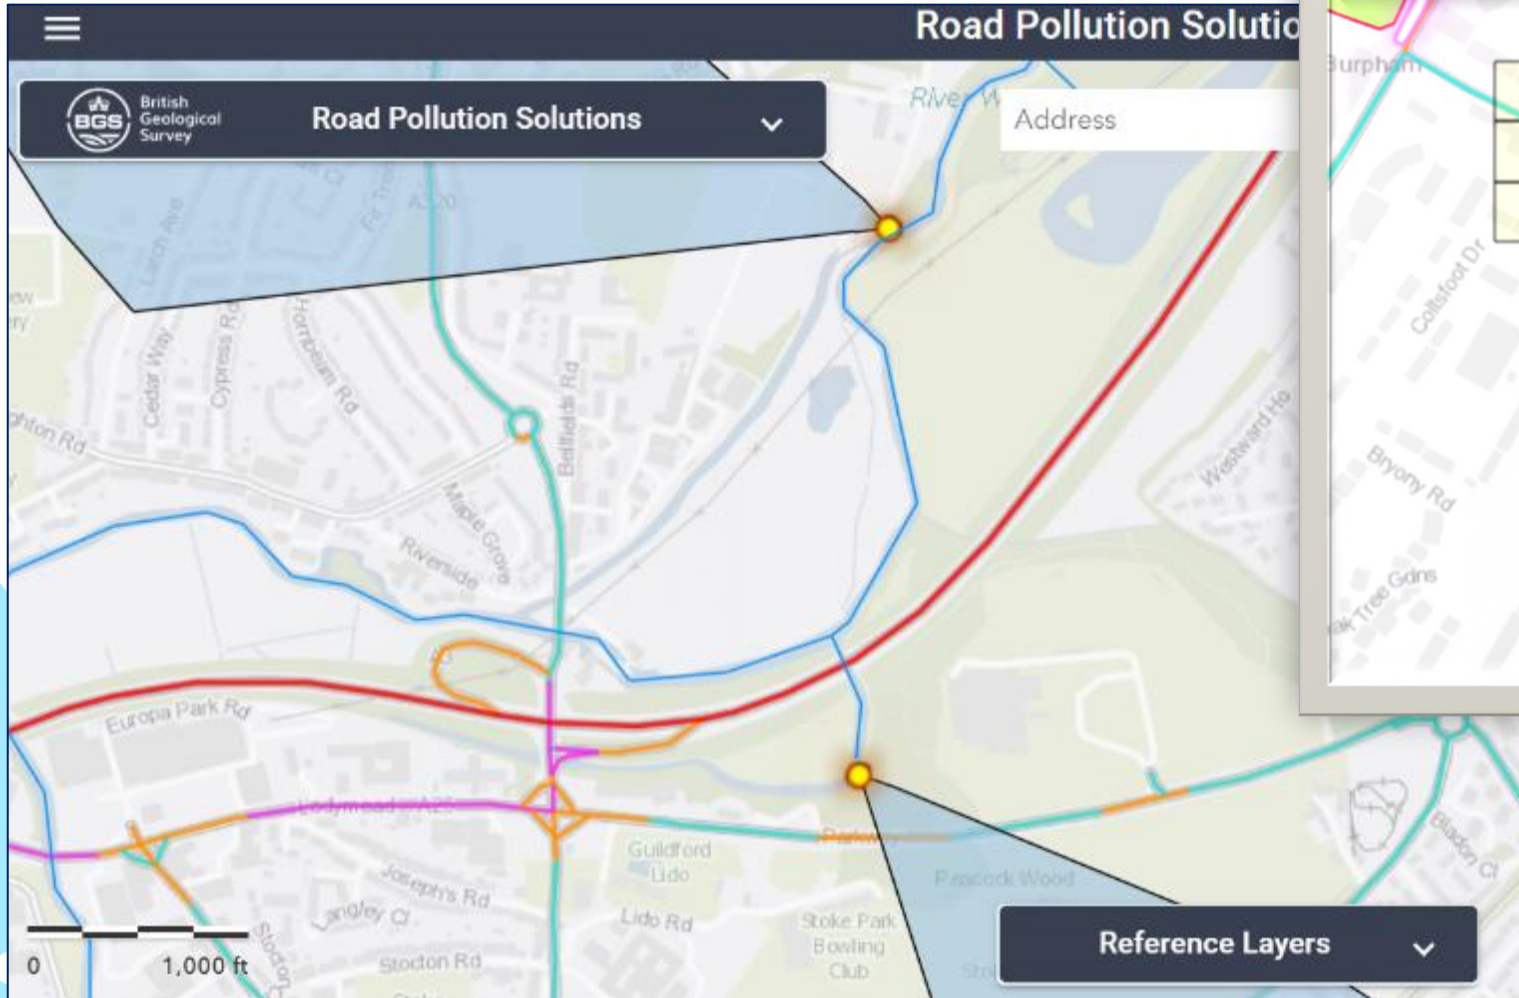 Road Pollution Solutio
British
Geological
Survey
BGS
Road Pollution Solutions
Address
Burpham
A320
Larch Ave
Cedar Way
Cypress Rd
Hornbeam Rd
Bellfields Rd
Maple Grove
Riverside
Westward Ho
Coltsfoot Dr
Bryony Rd
Tree Gdns
A3
Europa Park Rd
Ladymead A25
Parkway
Guildford
Lido
Joseph's Rd
Langley Cl
Lido Rd
Peacock Wood
Stoke Park
Bowling
Club
Bladon Cl
Stocton Rd
Reference Layers
0 1,000 ft